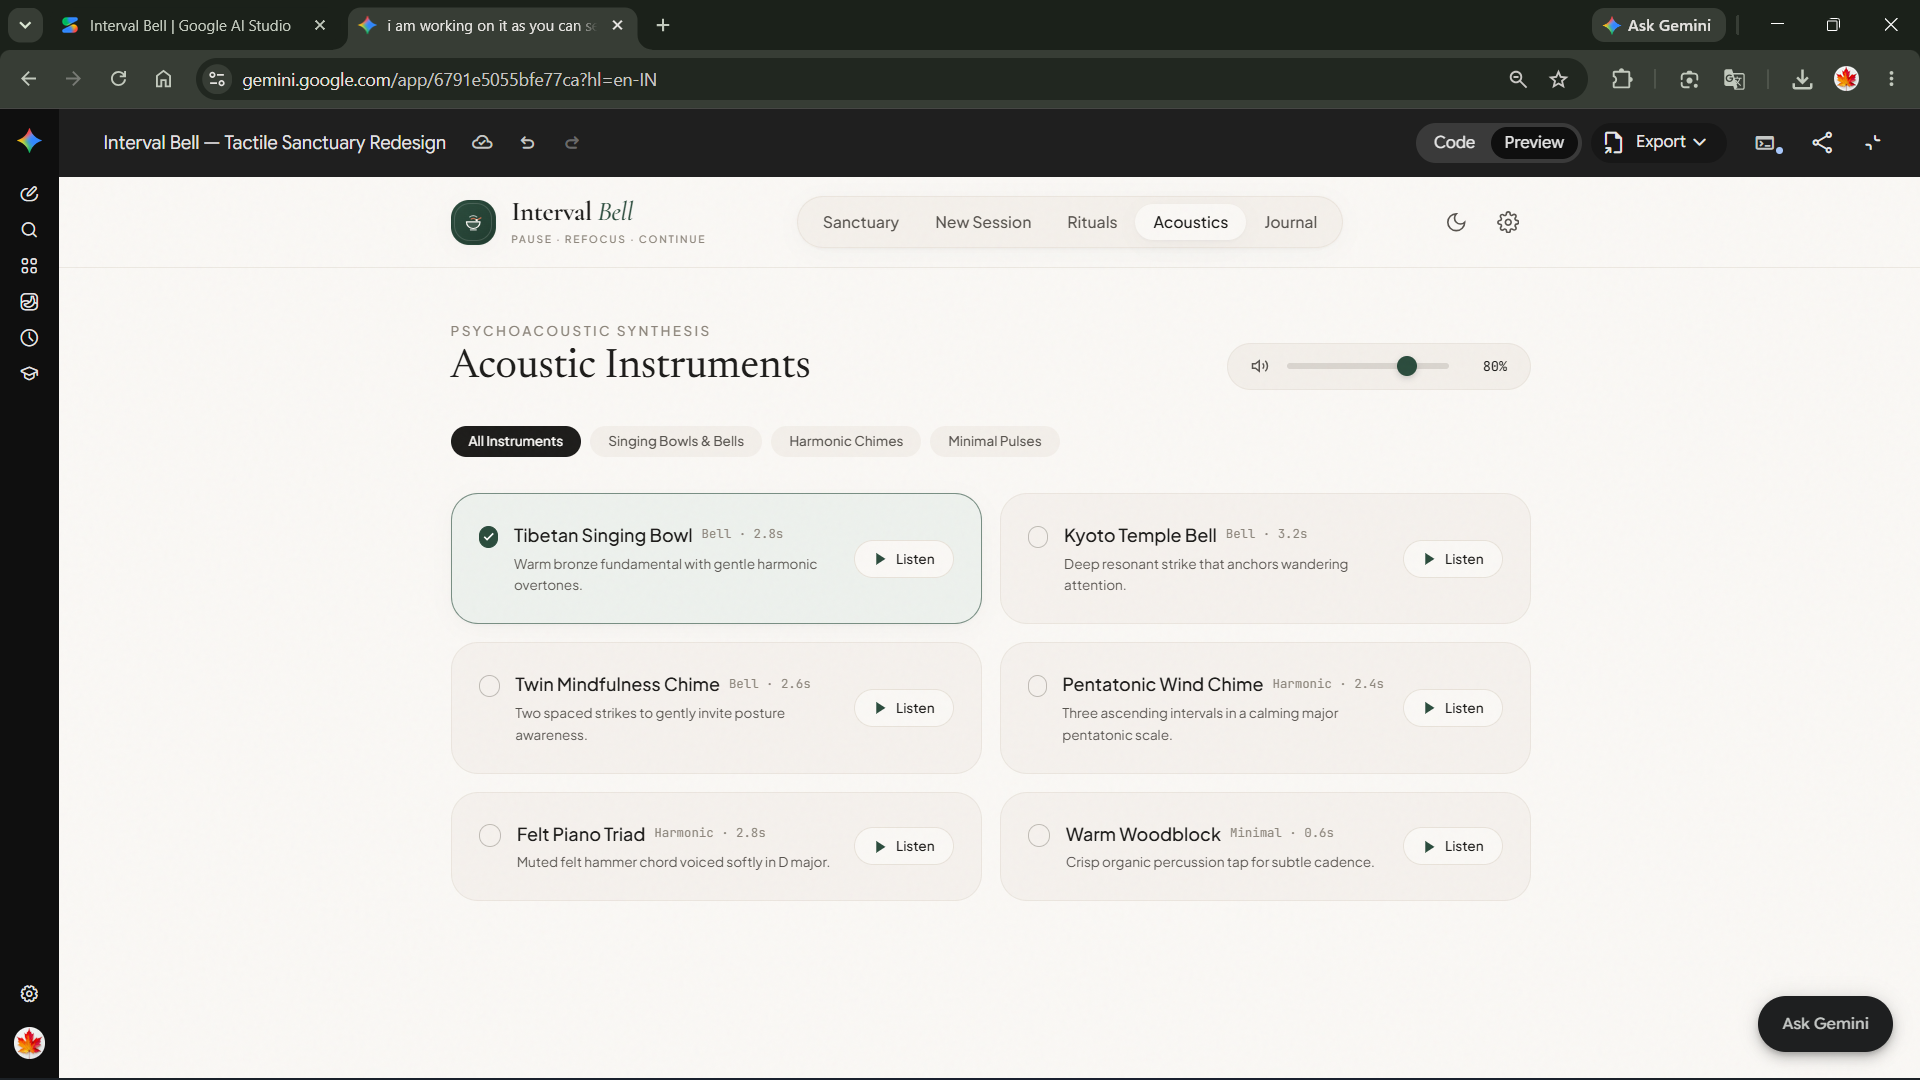 Interval Bell | Google AI Studio
i am working on it as you can se
Ask Gemini
gemini.google.com/app/6791e5055bfe77ca?hl=en-IN
Interval Bell — Tactile Sanctuary Redesign
Code
Preview
Export
Interval Bell
PAUSE · REFOCUS · CONTINUE
Sanctuary
New Session
Rituals
Acoustics
Journal
PSYCHOACOUSTIC SYNTHESIS
Acoustic Instruments
80%
All Instruments
Singing Bowls & Bells
Harmonic Chimes
Minimal Pulses
Tibetan Singing Bowl Bell · 2.8s
Warm bronze fundamental with gentle harmonic
overtones.
Listen
Kyoto Temple Bell Bell · 3.2s
Deep resonant strike that anchors wandering
attention.
Listen
Twin Mindfulness Chime Bell · 2.6s
Two spaced strikes to gently invite posture
awareness.
Listen
Pentatonic Wind Chime Harmonic · 2.4s
Three ascending intervals in a calming major
pentatonic scale.
Listen
Felt Piano Triad Harmonic · 2.8s
Muted felt hammer chord voiced softly in D major.
Listen
Warm Woodblock Minimal · 0.6s
Crisp organic percussion tap for subtle cadence.
Listen
Ask Gemini